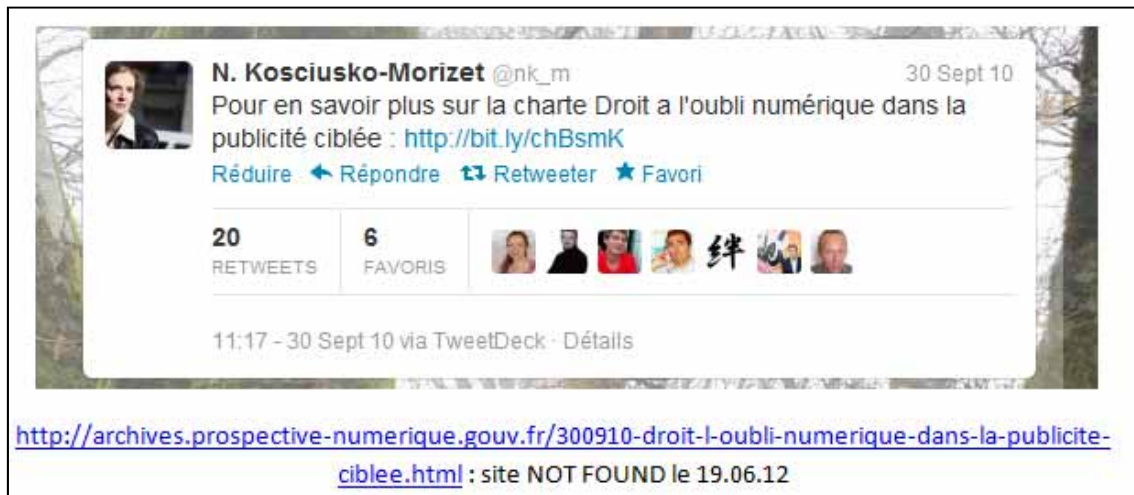 N. Kosciusko-Morizet @nk_m 30 Sept 10
Pour en savoir plus sur la charte Droit a l'oubli numérique dans la
publicité ciblée : http://bit.ly/chBsmK
Réduire Répondre Retweeter Favori
20 6
RETWEETS FAVORIS
绊
11:17 - 30 Sept 10 via TweetDeck · Détails
http://archives.prospective-numerique.gouv.fr/300910-droit-l-oubli-numerique-dans-la-publicite-
ciblee.html : site NOT FOUND le 19.06.12